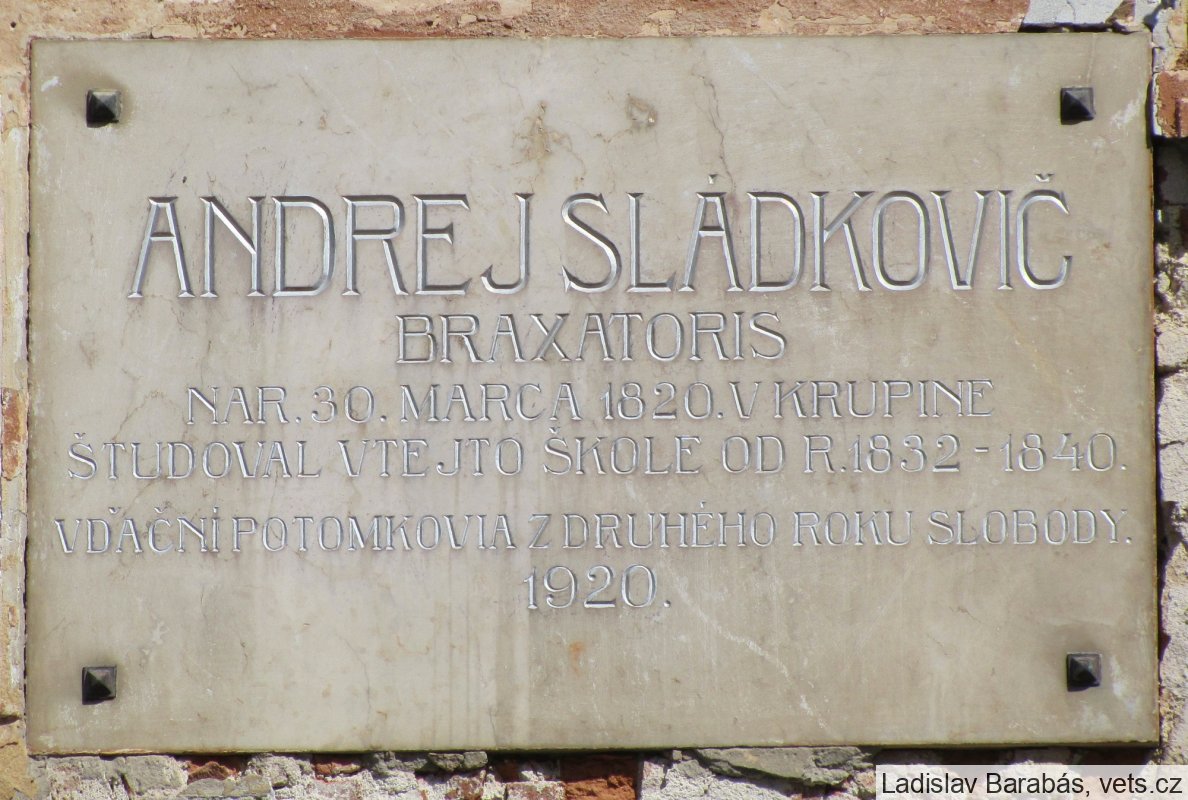 ANDREJ SLÁDKOVIČ
BRAXATORIS
NAR. 30. MARCA 1820. V KRUPINE
ŠTUDOVAL V TEJTO ŠKOLE OD R. 1832 - 1840.
VĎAČNÍ POTOMKOVIA Z DRUHÉHO ROKU SLOBODY.
1920.
Ladislav Barabás, vets.cz